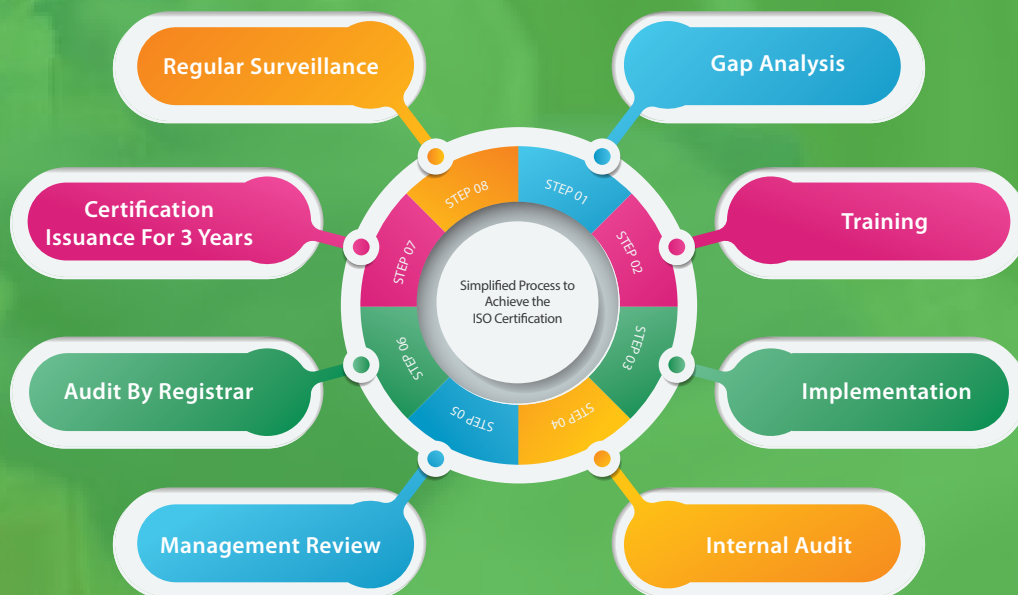 Simplified Process to
Achieve the
ISO Certification
STEP 01
Gap Analysis
STEP 02
Training
STEP 03
Implementation
STEP 04
Internal Audit
STEP 05
Management Review
STEP 06
Audit By Registrar
STEP 07
Certification
Issuance For 3 Years
STEP 08
Regular Surveillance